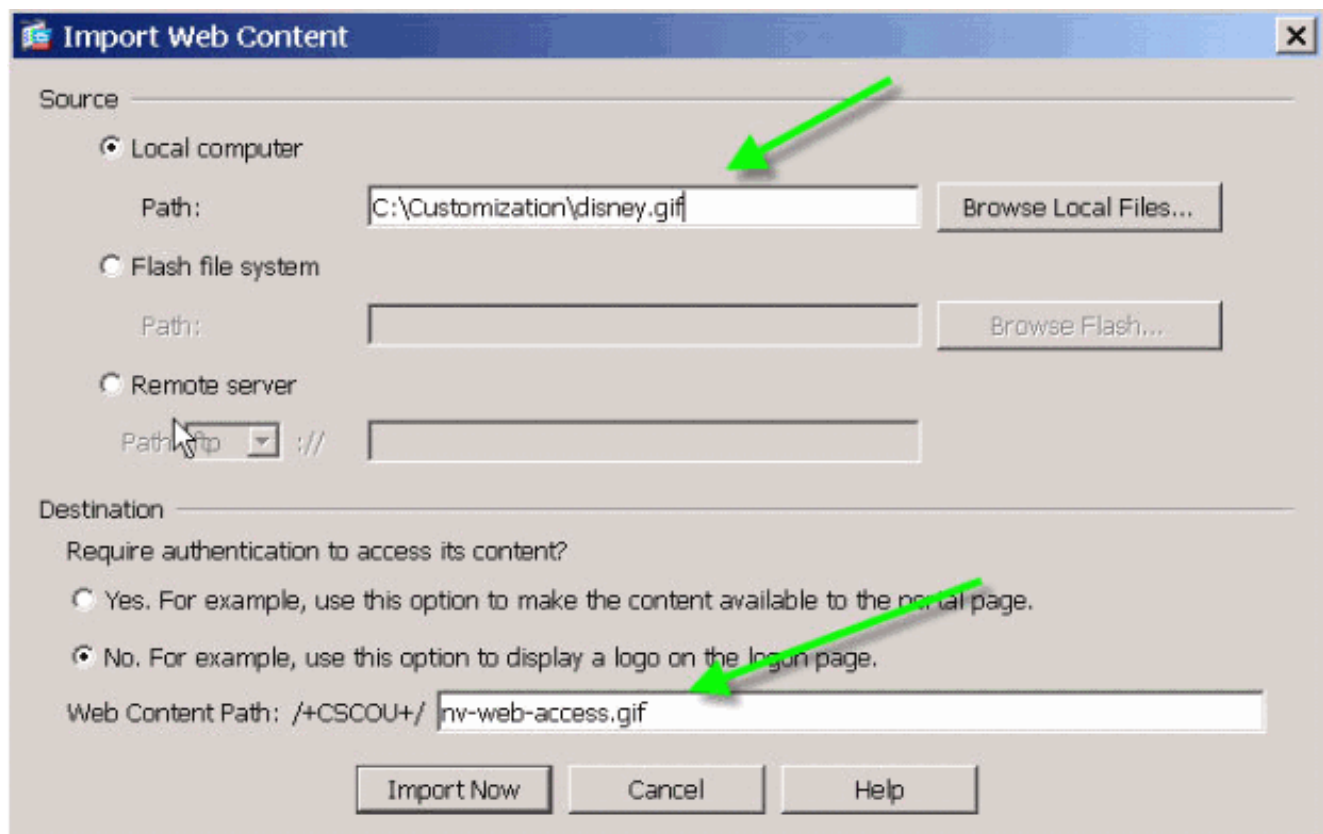 Import Web Content
Source
Local computer
Path: C:\Customization\disney.gif Browse Local Files...
Flash file system
Path: Browse Flash...
Remote server
Path: ftp ://
Destination
Require authentication to access its content?
Yes. For example, use this option to make the content available to the portal page.
No. For example, use this option to display a logo on the logon page.
Web Content Path: /+CSCOU+/ nv-web-access.gif
Import Now Cancel Help